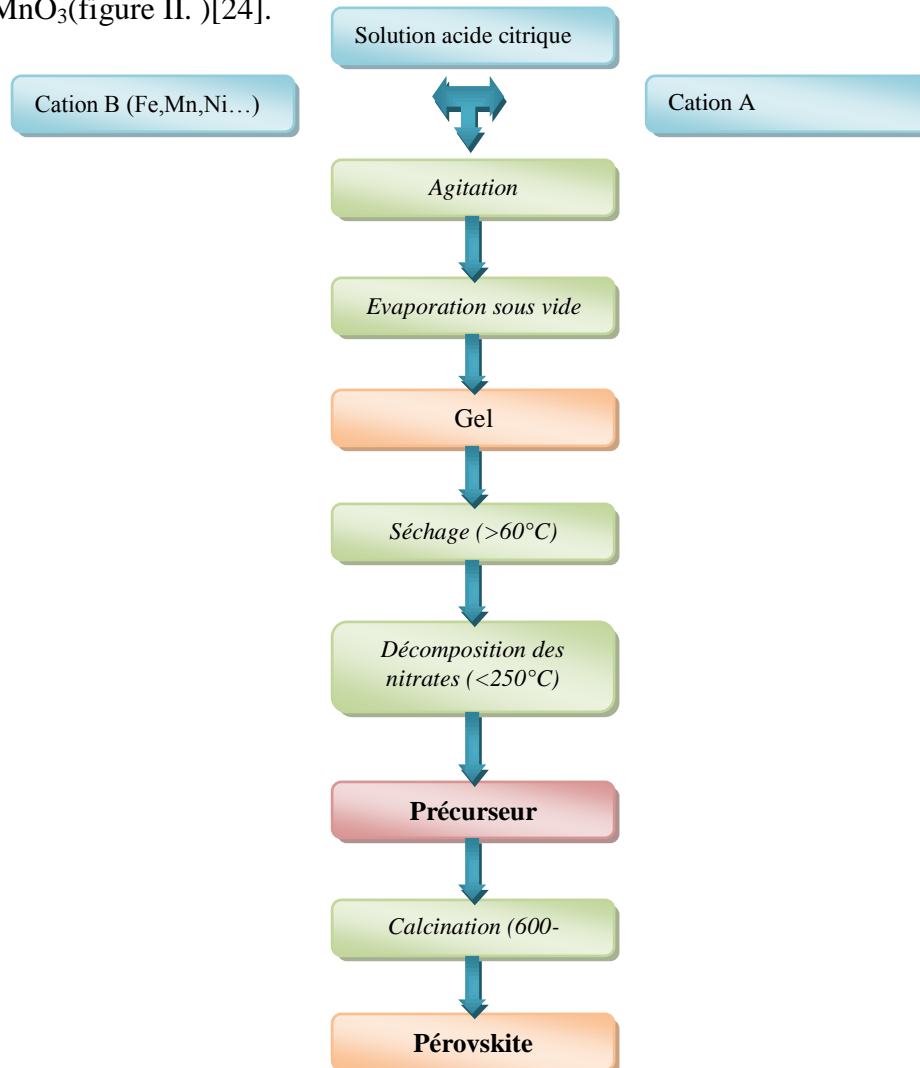 MnO₃(figure II. )[24].
Solution acide citrique
Cation B (Fe,Mn,Ni…)
Cation A
Agitation
Evaporation sous vide
Gel
Séchage (>60°C)
Décomposition des
nitrates (<250°C)
Précurseur
Calcination (600-
Pérovskite